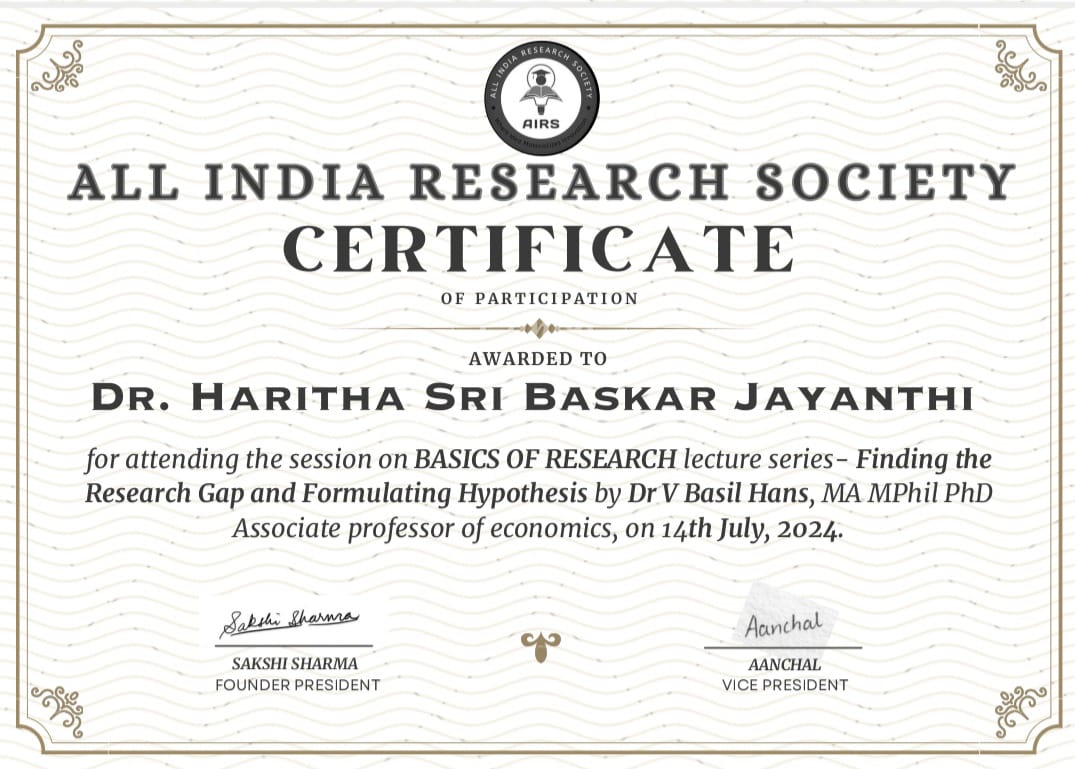 ALL INDIA RESEARCH SOCIETY
AIRS
ALL INDIA RESEARCH SOCIETY
CERTIFICATE
OF PARTICIPATION
AWARDED TO
DR. HARITHA SRI BASKAR JAYANTHI
for attending the session on BASICS OF RESEARCH lecture series- Finding the
Research Gap and Formulating Hypothesis by Dr V Basil Hans, MA MPhil PhD
Associate professor of economics, on 14th July, 2024.
Sakshi Sharma
Aanchal
SAKSHI SHARMA
AANCHAL
FOUNDER PRESIDENT
VICE PRESIDENT